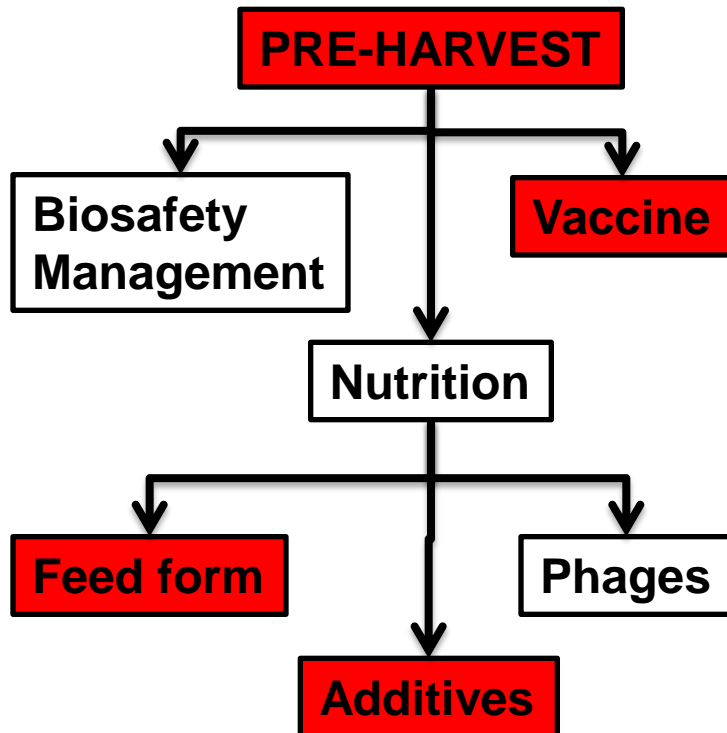 PRE-HARVEST
Biosafety
Management
Vaccine
Nutrition
Feed form
Phages
Additives